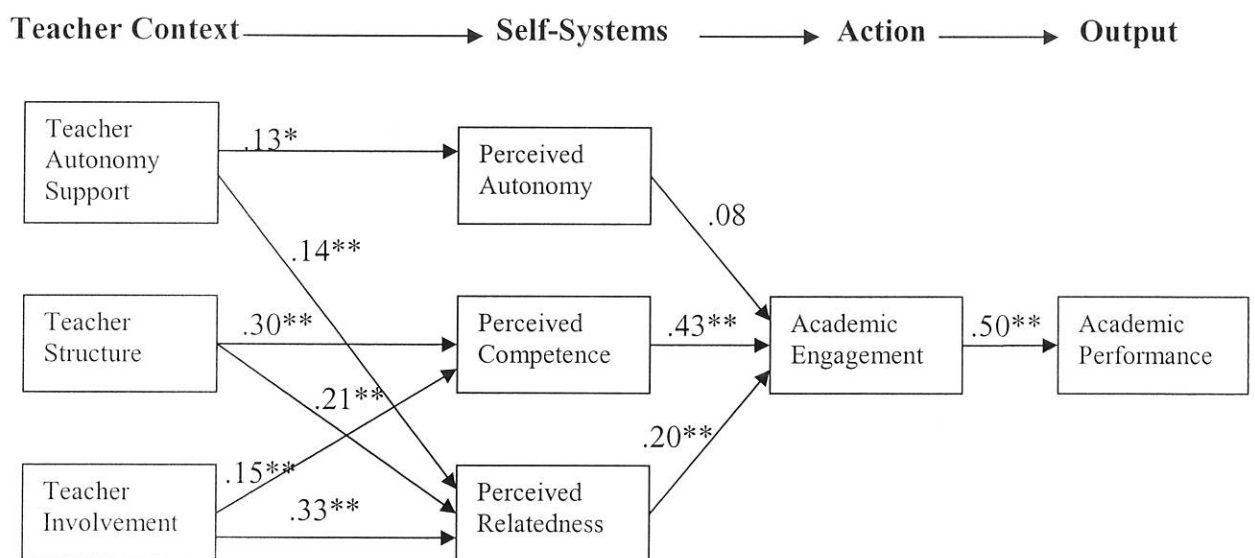 Teacher Context Self-Systems Action Output
Teacher
Autonomy
Support
.13*
Perceived
Autonomy
.08
.14**
Teacher
Structure
.30**
Perceived
Competence
.43**
Academic
Engagement
.50**
Academic
Performance
.21**
.20**
.15**
Teacher
Involvement
.33**
Perceived
Relatedness